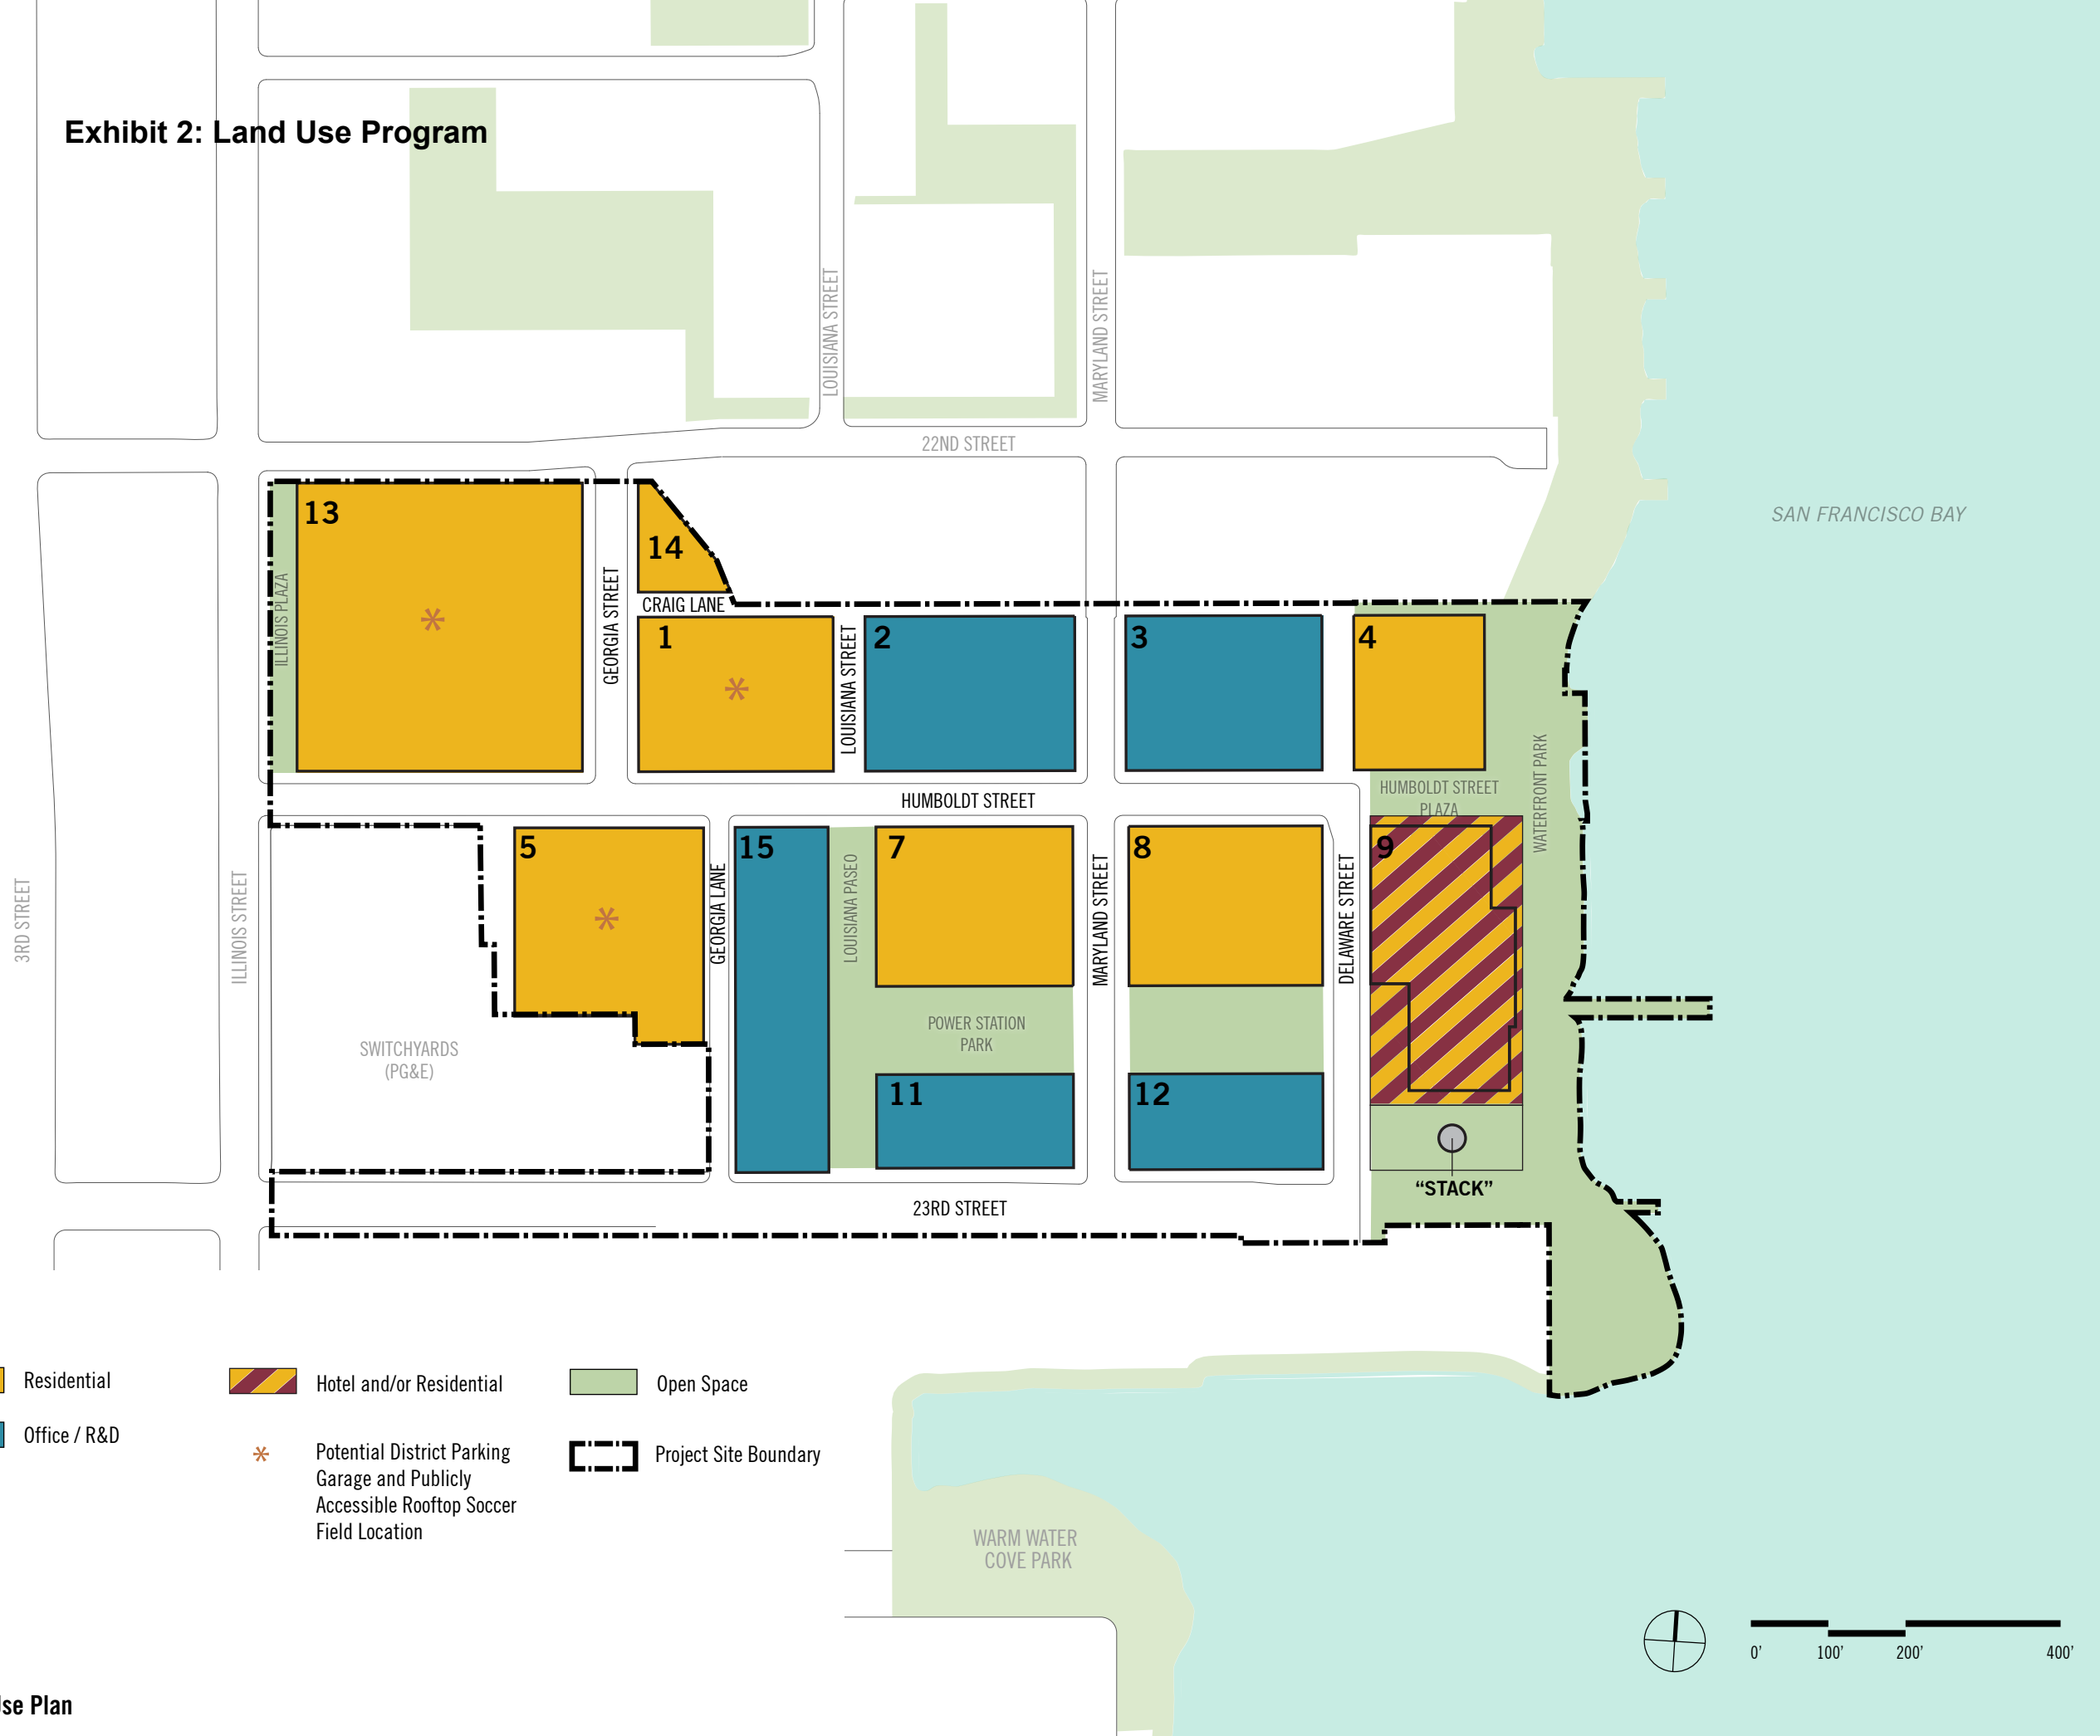 Exhibit 2: Land Use Program
LOUISIANA STREET
MARYLAND STREET
22ND STREET
SAN FRANCISCO BAY
13
14
ILLINOIS PLAZA
GEORGIA STREET
CRAIG LANE
1
LOUISIANA STREET
2
3
4
HUMBOLDT STREET
PLAZA
WATERFRONT PARK
HUMBOLDT STREET
3RD STREET
ILLINOIS STREET
5
GEORGIA LANE
15
LOUISIANA PASEO
7
MARYLAND STREET
8
DELAWARE STREET
9
SWITCHYARDS
(PG&E)
POWER STATION
PARK
11
12
“STACK”
23RD STREET
Residential
Hotel and/or Residential
Open Space
Office / R&D
Potential District Parking
Garage and Publicly
Accessible Rooftop Soccer
Field Location
Project Site Boundary
WARM WATER
COVE PARK
0' 100' 200' 400'
Use Plan